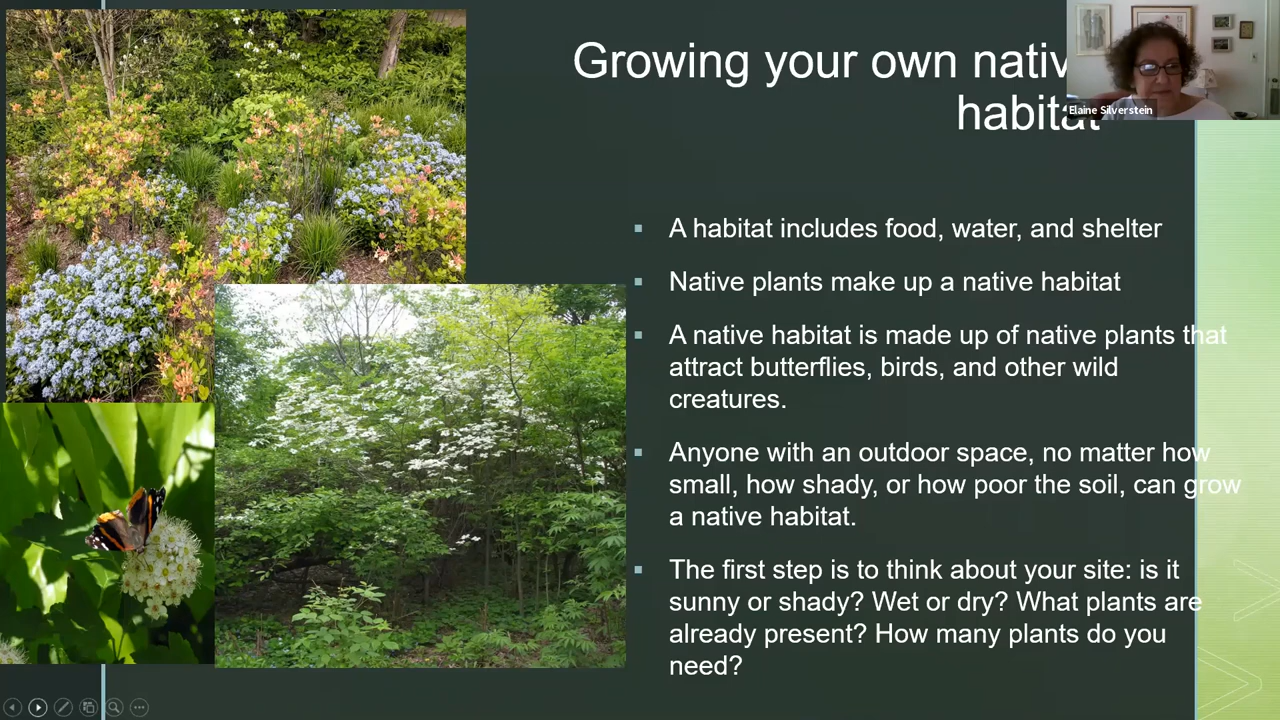 Growing your own nativ
habitat
Elaine Silverstein
A habitat includes food, water, and shelter
Native plants make up a native habitat
A native habitat is made up of native plants that
attract butterflies, birds, and other wild
creatures.
Anyone with an outdoor space, no matter how
small, how shady, or how poor the soil, can grow
a native habitat.
The first step is to think about your site: is it
sunny or shady? Wet or dry? What plants are
already present? How many plants do you
need?